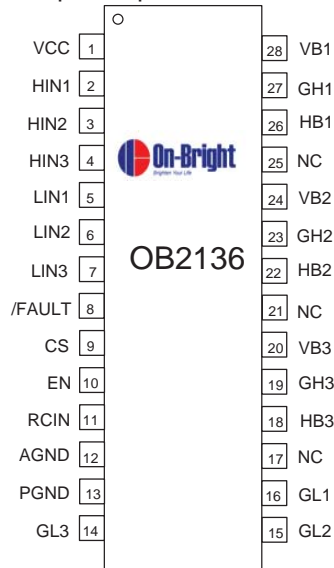 VCC 1
HIN1 2
HIN2 3
HIN3 4
LIN1 5
LIN2 6
LIN3 7
/FAULT 8
CS 9
EN 10
RCIN 11
AGND 12
PGND 13
GL3 14
On-Bright
Brighten Your Life
OB2136
28 VB1
27 GH1
26 HB1
25 NC
24 VB2
23 GH2
22 HB2
21 NC
20 VB3
19 GH3
18 HB3
17 NC
16 GL1
15 GL2